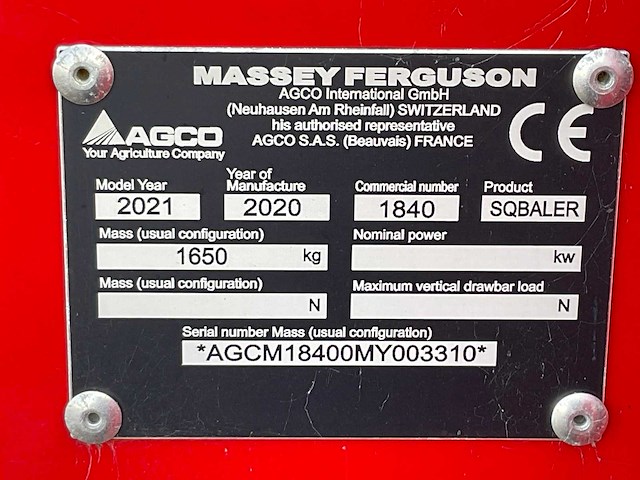 MASSEY FERGUSON
AGCO International GmbH
(Neuhausen Am Rheinfall) SWITZERLAND
his authorised representative
AGCO S.A.S. (Beauvais) FRANCE
CE
AGCO
Your Agriculture Company
Model Year
2021
Year of
Manufacture
2020
Commercial number
1840
Product
SQBALER
Mass (usual configuration)
1650 kg
Nominal power
kw
Mass (usual configuration)
N
Maximum vertical drawbar load
N
Serial number Mass (usual configuration)
*AGCM18400MY003310*